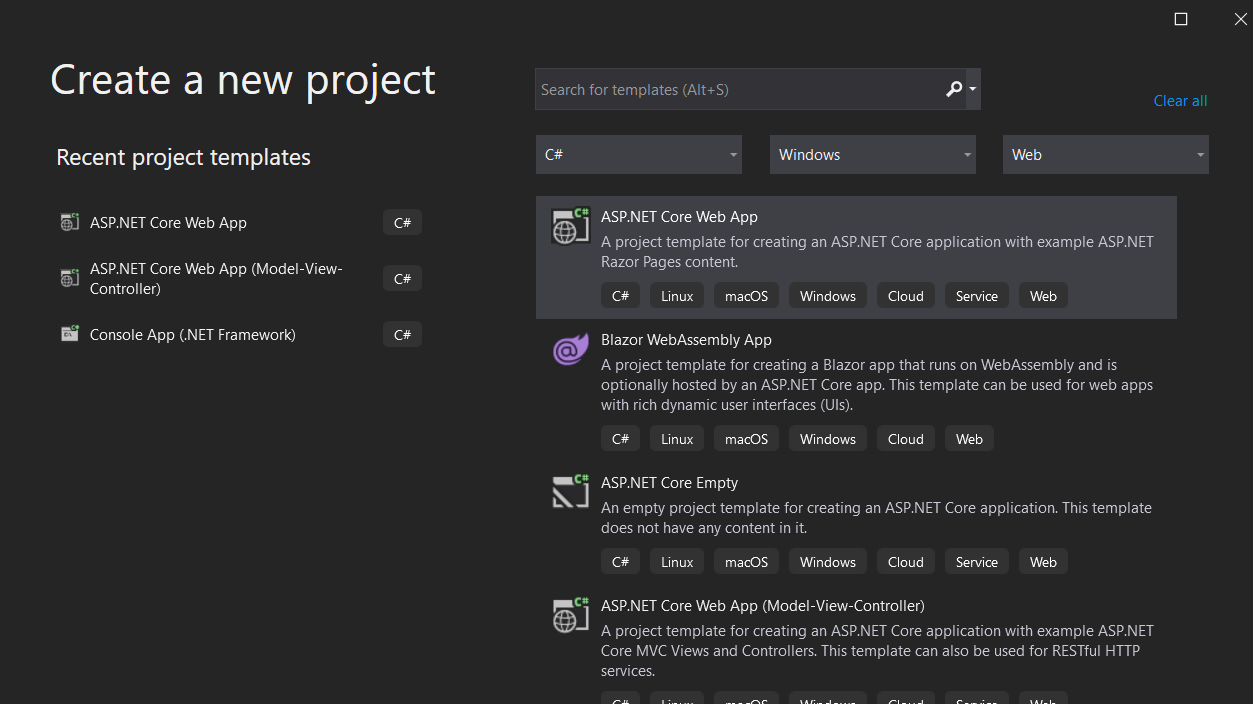 Create a new project
Recent project templates
ASP.NET Core Web App
C#
ASP.NET Core Web App (Model-View-
Controller)
C#
Console App (.NET Framework)
C#
Search for templates (Alt+S)
Clear all
C#
Windows
Web
ASP.NET Core Web App
A project template for creating an ASP.NET Core application with example ASP.NET
Razor Pages content.
C# Linux macOS Windows Cloud Service Web
Blazor WebAssembly App
A project template for creating a Blazor app that runs on WebAssembly and is
optionally hosted by an ASP.NET Core app. This template can be used for web apps
with rich dynamic user interfaces (UIs).
C# Linux macOS Windows Cloud Web
ASP.NET Core Empty
An empty project template for creating an ASP.NET Core application. This template
does not have any content in it.
C# Linux macOS Windows Cloud Service Web
ASP.NET Core Web App (Model-View-Controller)
A project template for creating an ASP.NET Core application with example ASP.NET
Core MVC Views and Controllers. This template can also be used for RESTful HTTP
services.
C# Linux macOS Windows Cloud Service Web